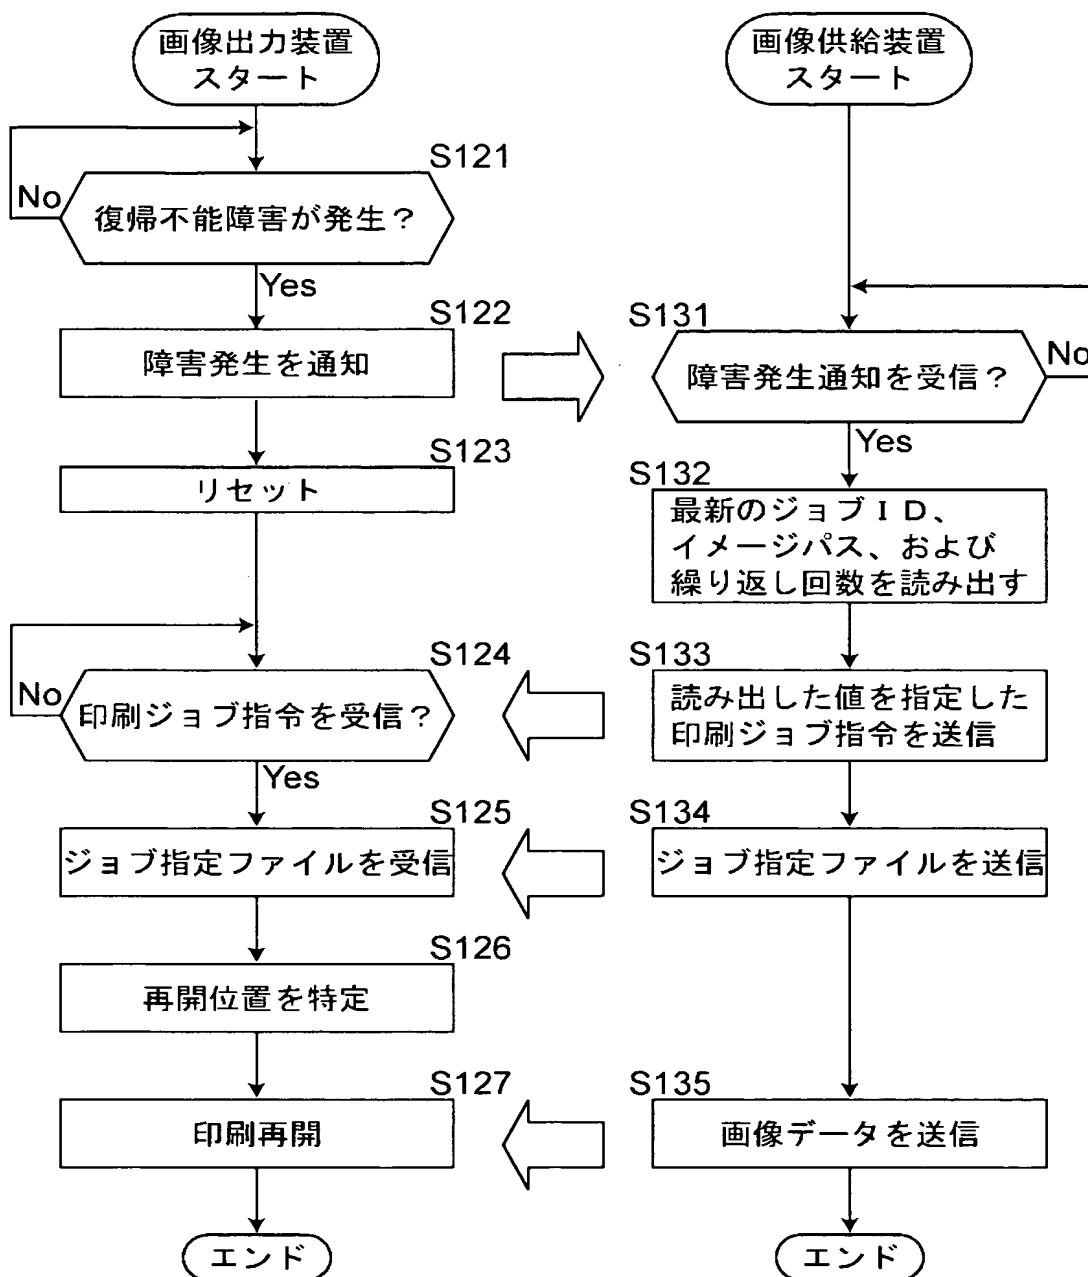 画像出力装置
スタート
S121
No
復帰不能障害が発生？
Yes
S122
障害発生を通知
S123
リセット
S124
No
印刷ジョブ指令を受信？
Yes
S125
ジョブ指定ファイルを受信
S126
再開位置を特定
S127
印刷再開
エンド
画像供給装置
スタート
S131
No
障害発生通知を受信？
Yes
S132
最新のジョブＩＤ、
イメージパス、および
繰り返し回数を読み出す
S133
読み出した値を指定した
印刷ジョブ指令を送信
S134
ジョブ指定ファイルを送信
S135
画像データを送信
エンド